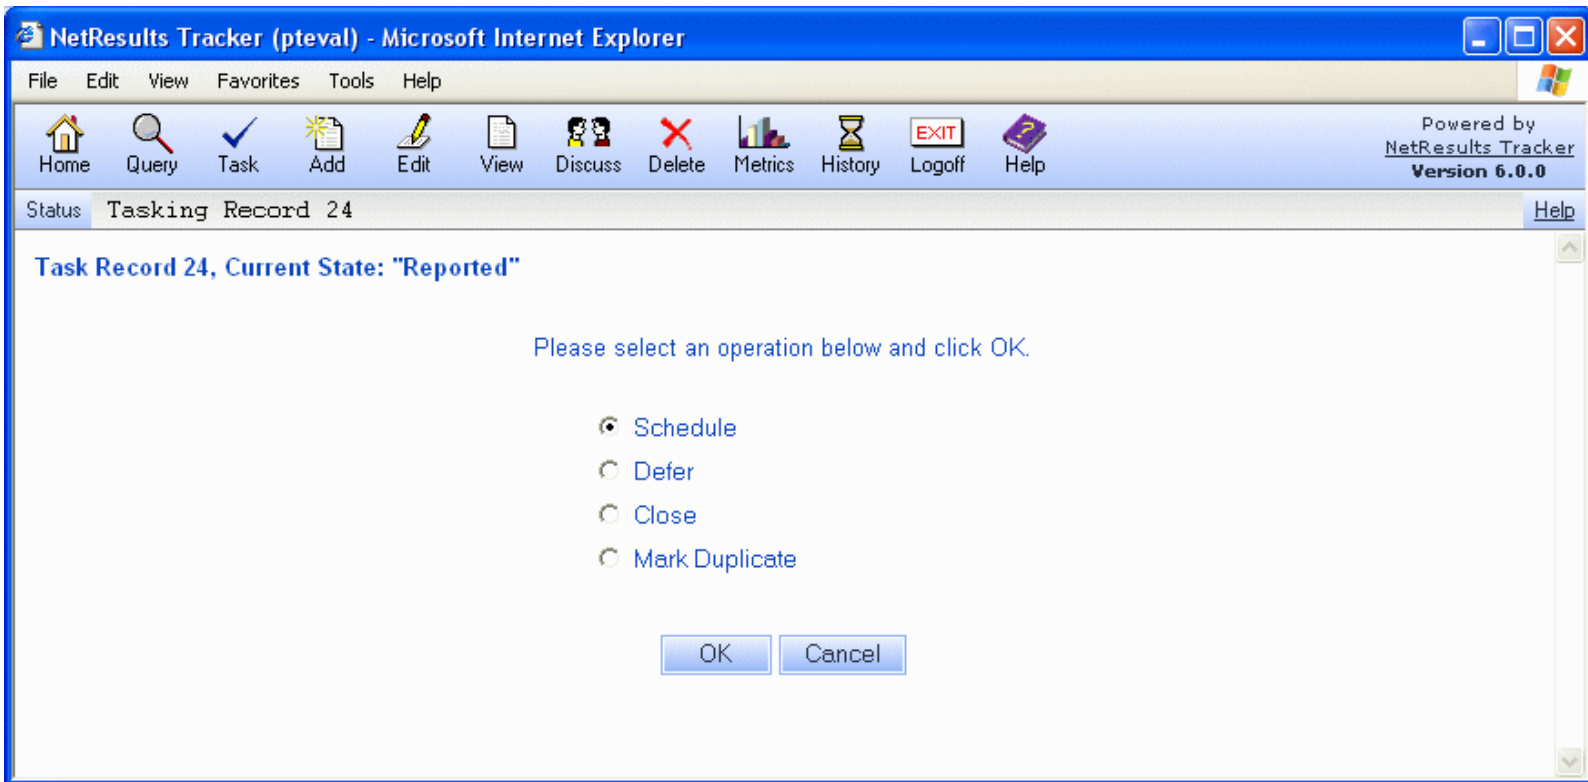 NetResults Tracker (pteval) - Microsoft Internet Explorer
File Edit View Favorites Tools Help
Home Query Task Add Edit View Discuss Delete Metrics History EXIT Logoff Help
Powered by
NetResults Tracker
Version 6.0.0
Status Tasking Record 24 Help
Task Record 24, Current State: "Reported"
Please select an operation below and click OK.
Schedule
Defer
Close
Mark Duplicate
OK Cancel